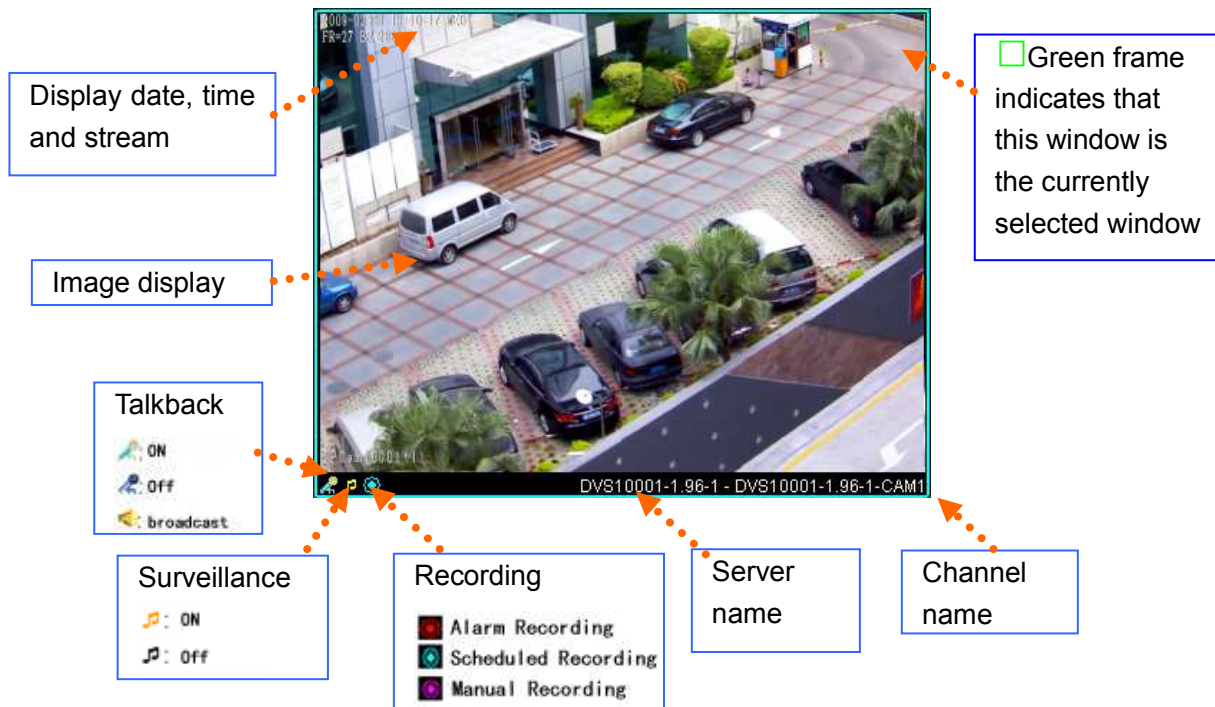 Display date, time
and stream
Image display
Green frame
indicates that
this window is
the currently
selected window
Talkback
: ON
: Off
: broadcast
DVS10001-1.96-1 - DVS10001-1.96-1-CAM1
Surveillance
: ON
: Off
Recording
Alarm Recording
Scheduled Recording
Manual Recording
Server
name
Channel
name